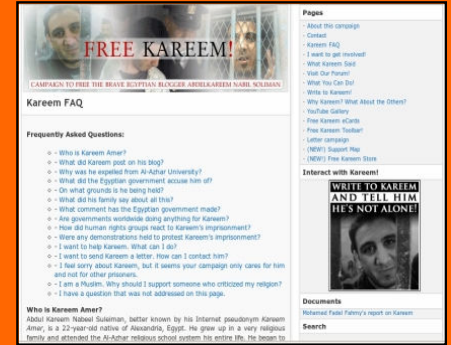 FREE KAREEM!
CAMPAIGN TO FREE THE BRAVE EGYPTIAN BLOGGER ABDELKAREEM NABIL SOLIMAN
Kareem FAQ
Frequently Asked Questions:
- Who is Kareem Amer?
- What did Kareem post on his blog?
- Why was he expelled from Al-Azhar University?
- What did the Egyptian government accuse him of?
- On what grounds is he being held?
- What did his family say about all this?
- What comment has the Egyptian government made?
- Are governments worldwide doing anything for Kareem?
- How did human rights groups react to Kareem's imprisonment?
- Were any demonstrations held to protest Kareem's imprisonment?
- I want to help Kareem. What can I do?
- I want to send Kareem a letter. How can I contact him?
- I feel sorry about Kareem, but it seems your campaign only cares for him
and not for other prisoners.
- I am a Muslim. Why should I support someone who criticized my religion?
- I have a question that was not addressed on this page.
Who is Kareem Amer?
Abdul Kareem Nabeel Suleiman, better known by his Internet pseudonym Kareem
Amer, is a 22-year-old native of Alexandria, Egypt. He grew up in a very religious
family and attended the Al-Azhar religious school system his entire life. He began to
Pages
- About this campaign
- Contact
- Kareem FAQ
- I want to get involved!
- What Kareem Said
- Visit Our Forum!
- What You Can Do!
- Write to Kareem!
- Why Kareem? What About the Others?
- YouTube Gallery
- Free Kareem eCards
- Free Kareem Toolbar!
- Letter campaign
- (NEW!) Support Map
- (NEW!) Free Kareem Store
Interact with Kareem!
WRITE TO KAREEM
AND TELL HIM
HE'S NOT ALONE!
Documents
Mohamed Fadel Fahmy's report on Kareem
Search